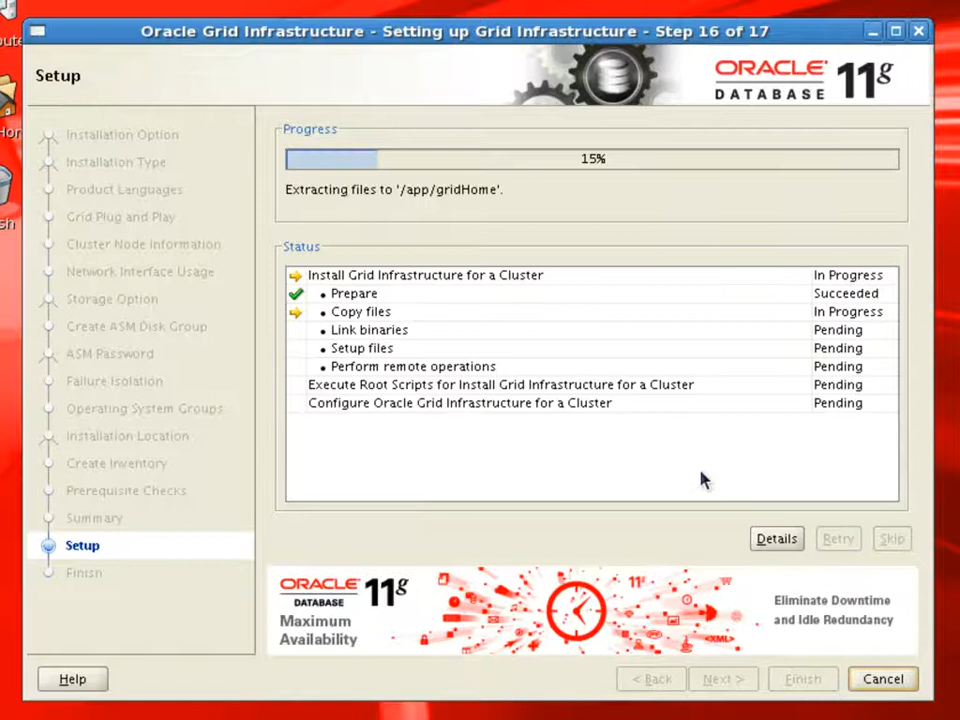 Oracle Grid Infrastructure - Setting up Grid Infrastructure - Step 16 of 17
Setup
ORACLE 11g
DATABASE
Installation Option
Installation Type
Product Languages
Grid Plug and Play
Cluster Node Information
Network Interface Usage
Storage Option
Create ASM Disk Group
ASM Password
Failure Isolation
Operating System Groups
Installation Location
Create Inventory
Prerequisite Checks
Summary
Setup
Finish
Progress
15%
Extracting files to '/app/gridHome'.
Status
Install Grid Infrastructure for a Cluster In Progress
• Prepare Succeeded
• Copy files In Progress
• Link binaries Pending
• Setup files Pending
• Perform remote operations Pending
Execute Root Scripts for Install Grid Infrastructure for a Cluster Pending
Configure Oracle Grid Infrastructure for a Cluster Pending
Details Retry Skip
ORACLE 11g
DATABASE
Maximum
Availability
11g
<XML>
Eliminate Downtime
and Idle Redundancy
Help < Back Next > Finish Cancel